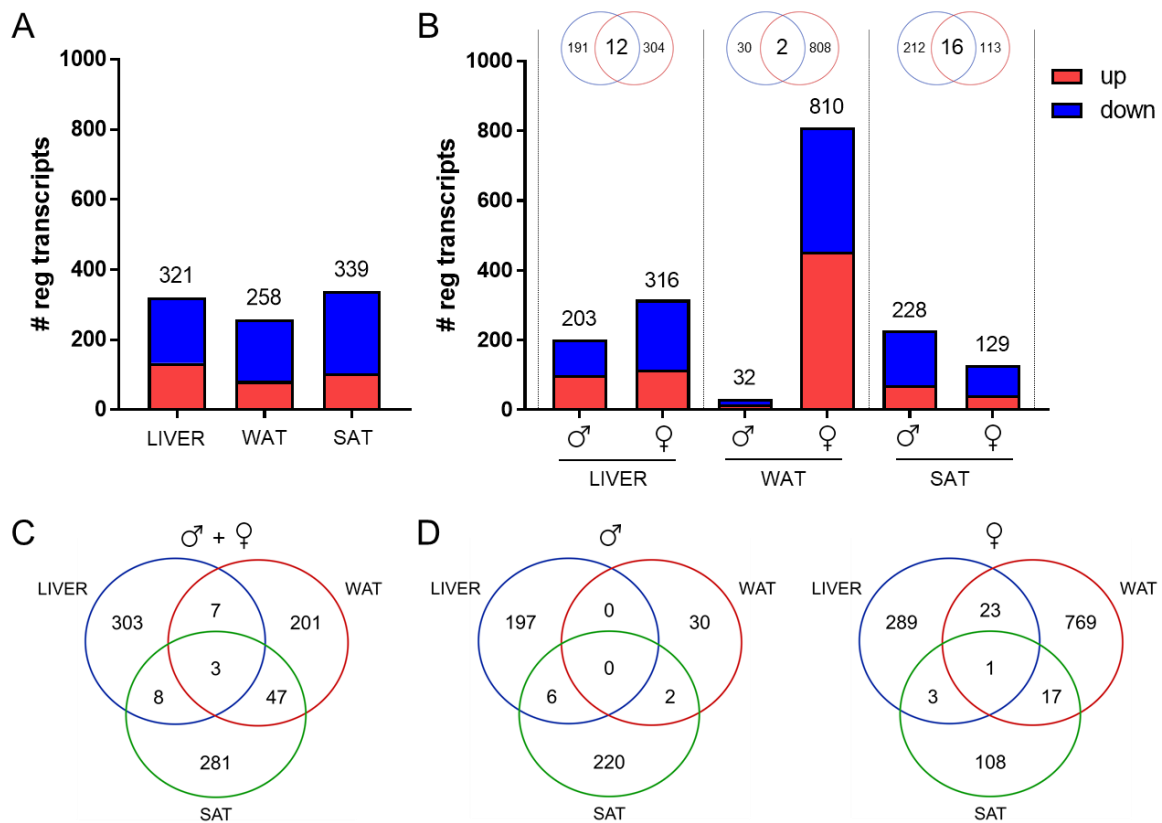 A
# reg transcripts
1000
800
600
400
200
0
321
258
339
LIVER
WAT
SAT
B
191 12 304
30 2 808
212 16 113
# reg transcripts
1000
800
600
400
200
0
203
316
32
810
228
129
♂ ♀ ♂ ♀ ♂ ♀
LIVER
WAT
SAT
up
down
C
♂ + ♀
LIVER
WAT
303
7
201
3
8
47
281
SAT
D
♂
197
0
30
0
6
2
220
SAT
LIVER
WAT
♀
LIVER
WAT
289
23
769
1
3
17
108
SAT